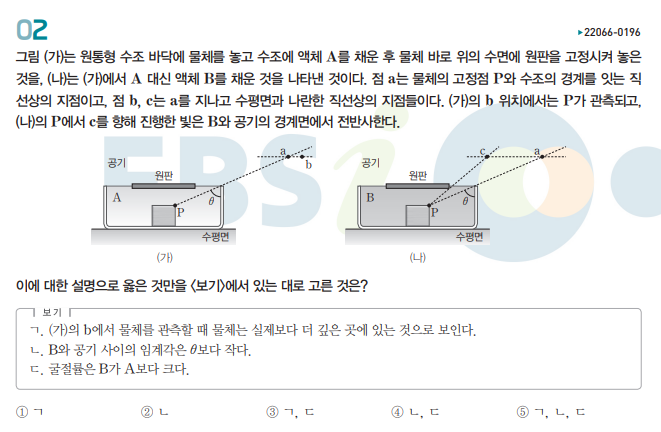 02
▶22066-0196
그림 (가)는 원통형 수조 바닥에 물체를 놓고 수조에 액체 A를 채운 후 물체 바로 위의 수면에 원판을 고정시켜 놓은
것을, (나)는 (가)에서 A 대신 액체 B를 채운 것을 나타낸 것이다. 점 a는 물체의 고정점 P와 수조의 경계를 잇는 직
선상의 지점이고, 점 b, c는 a를 지나고 수평면과 나란한 직선상의 지점들이다. (가)의 b 위치에서는 P가 관측되고,
(나)의 P에서 c를 향해 진행한 빛은 B와 공기의 경계면에서 전반사한다.
EBSi
공기 a b
원판
A P θ
수평면
(가)
공기 c a
원판
B P θ
수평면
(나)
이에 대한 설명으로 옳은 것만을 <보기>에서 있는 대로 고른 것은?
보기
ㄱ. (가)의 b에서 물체를 관측할 때 물체는 실제보다 더 깊은 곳에 있는 것으로 보인다.
ㄴ. B와 공기 사이의 임계각은 θ보다 작다.
ㄷ. 굴절률은 B가 A보다 크다.
① ㄱ ② ㄴ ③ ㄱ, ㄷ ④ ㄴ, ㄷ ⑤ ㄱ, ㄴ, ㄷ